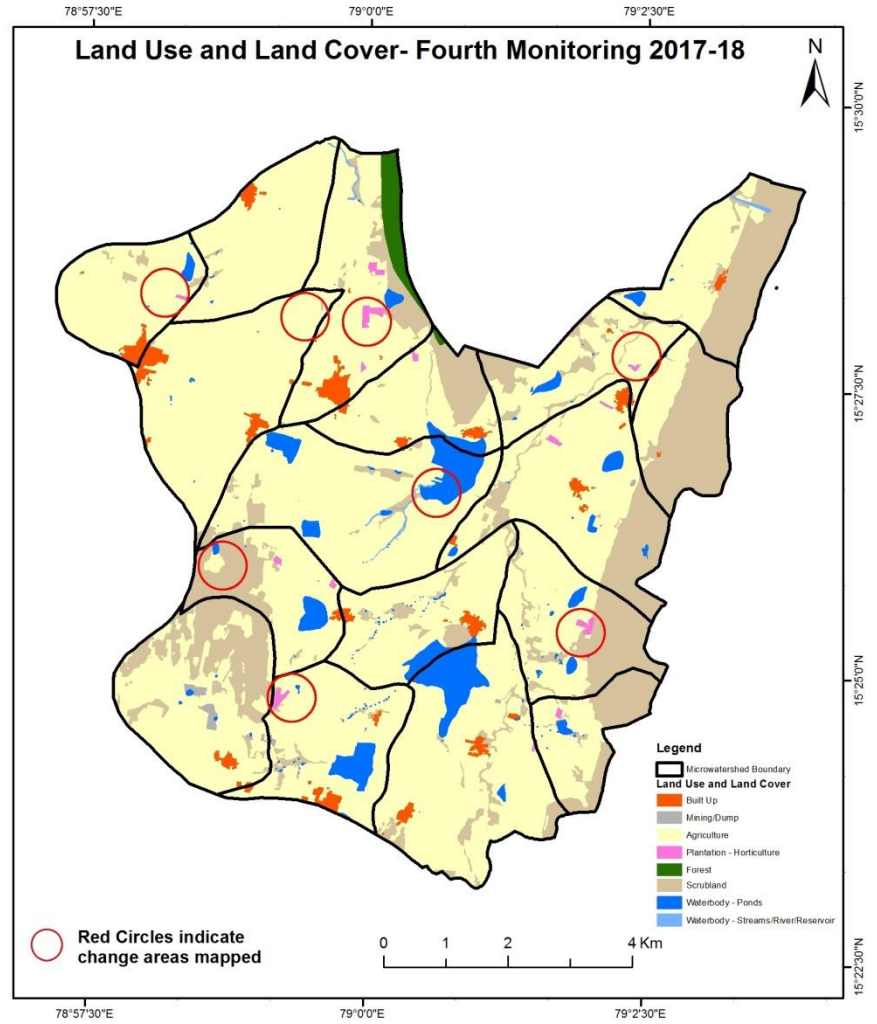 78°57'30"E 79°0'0"E 79°2'30"E
Land Use and Land Cover- Fourth Monitoring 2017-18
N
15°30'0"N
15°27'30"N
15°25'0"N
15°22'30"N
Legend
Microwatershed Boundary
Land Use and Land Cover
Built Up
Mining/Dump
Agriculture
Plantation - Horticulture
Forest
Scrubland
Waterbody - Ponds
Waterbody - Streams/River/Reservoir
Red Circles indicate
change areas mapped
0 1 2 4 Km
78°57'30"E 79°0'0"E 79°2'30"E